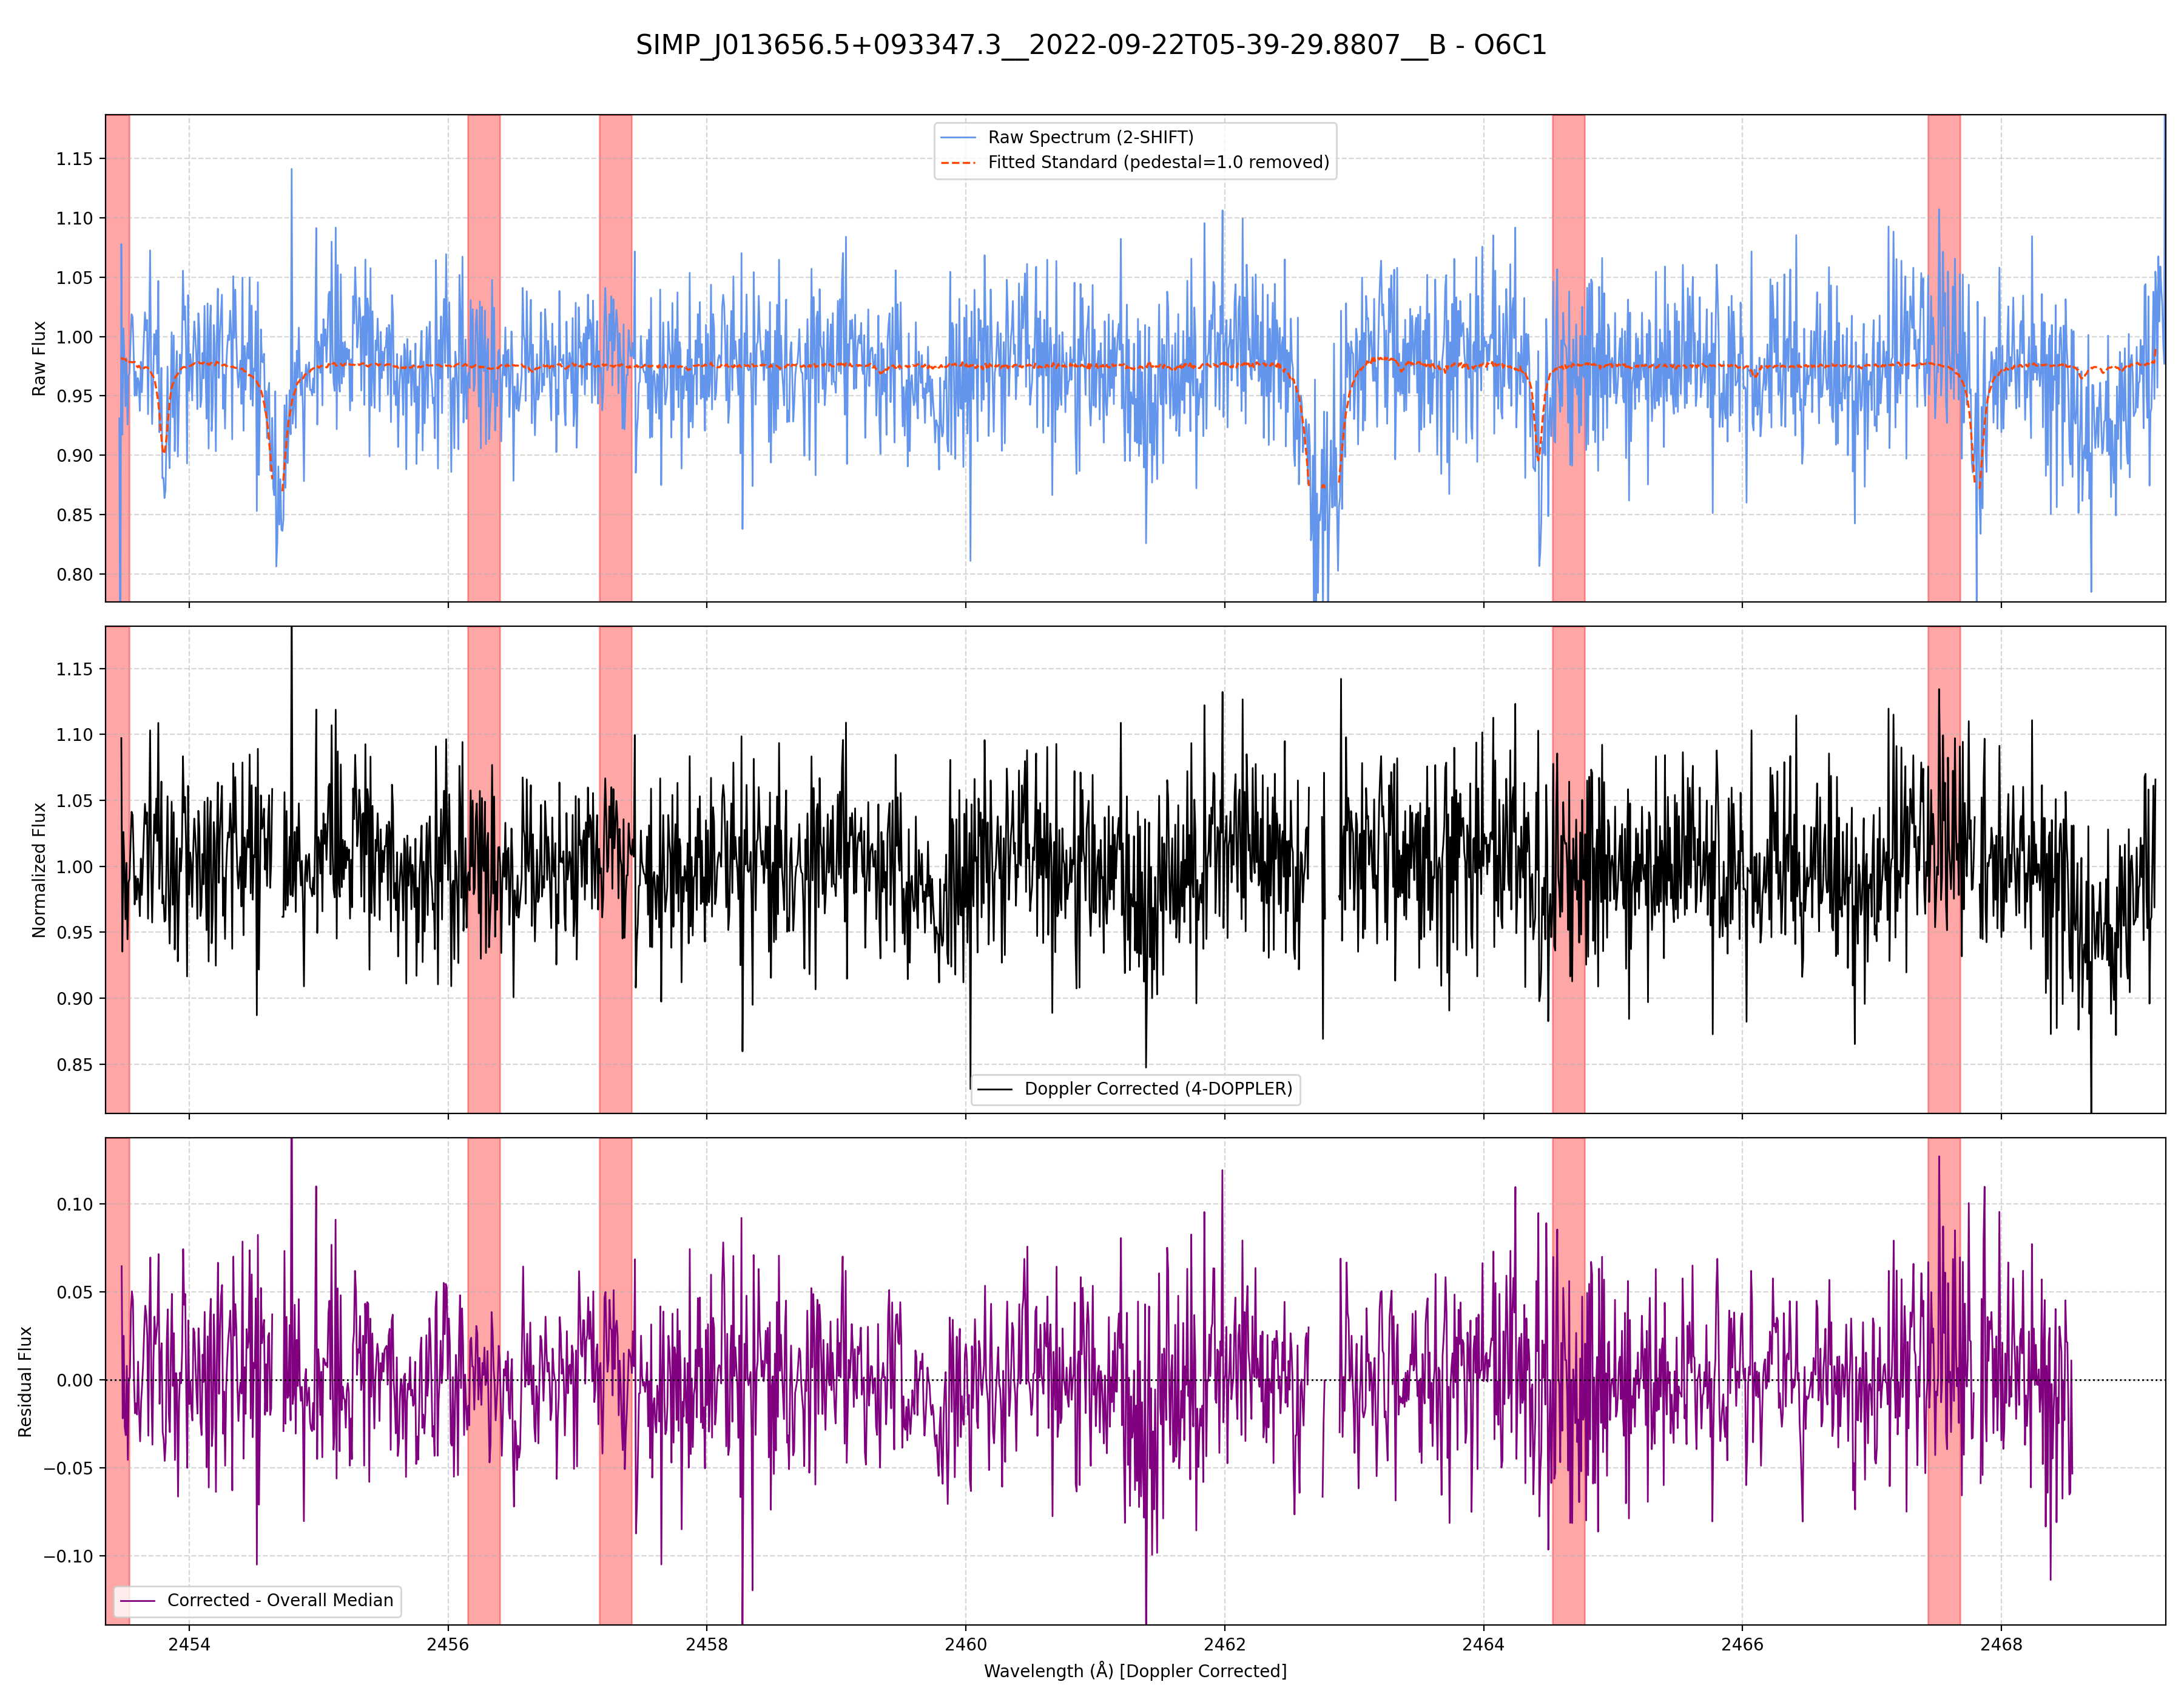 SIMP_J013656.5+093347.3__2022-09-22T05-39-29.8807__B - O6C1
Raw Spectrum (2-SHIFT)
Fitted Standard (pedestal=1.0 removed)
Raw Flux
1.15
1.10
1.05
1.00
0.95
0.90
0.85
0.80
Normalized Flux
1.15
1.10
1.05
1.00
0.95
0.90
0.85
Doppler Corrected (4-DOPPLER)
Residual Flux
0.10
0.05
0.00
−0.05
−0.10
Corrected - Overall Median
2454 2456 2458 2460 2462 2464 2466 2468
Wavelength (Å) [Doppler Corrected]